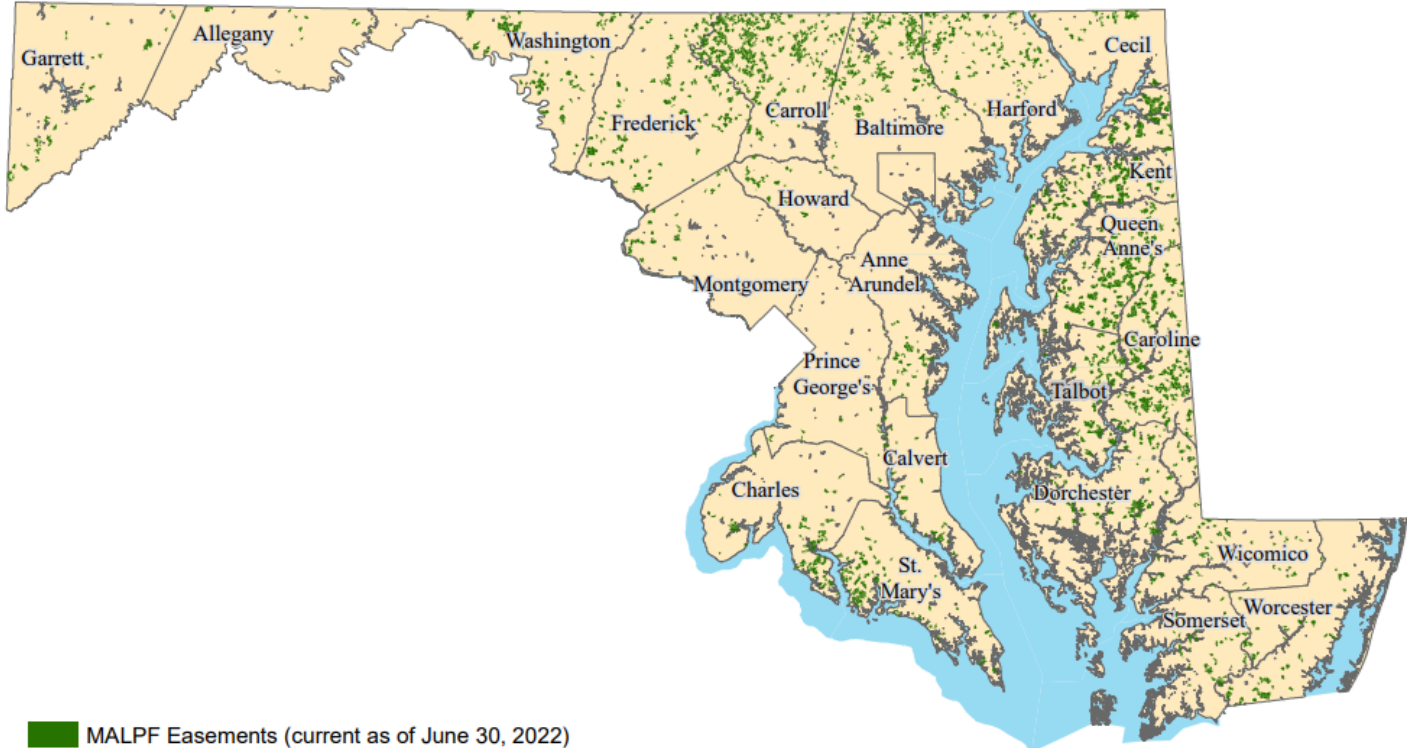 Garrett
Allegany
Washington
Frederick
Carroll
Baltimore
Harford
Cecil
Kent
Howard
Queen
Anne's
Montgomery
Anne
Arundel
Prince
George's
Caroline
Talbot
Calvert
Charles
Dorchester
St.
Mary's
Wicomico
Somerset
Worcester
MALPF Easements (current as of June 30, 2022)